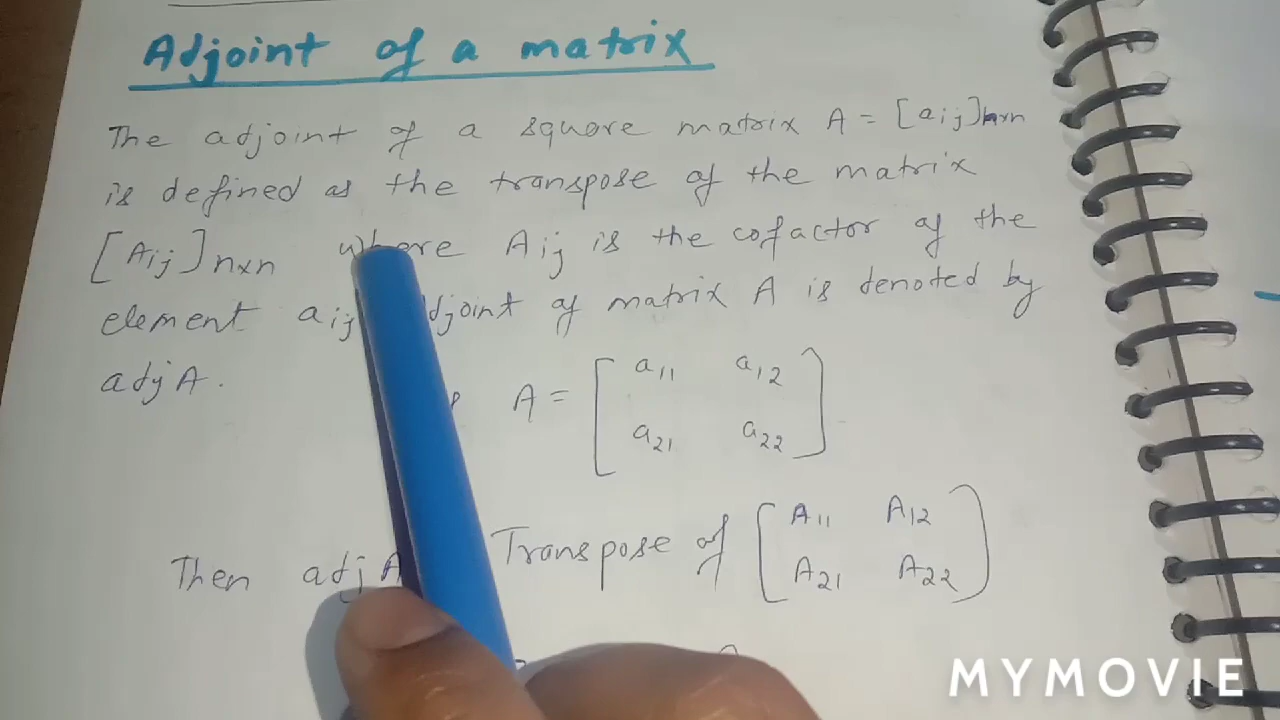 Adjoint of a matrix
The adjoint of a square matrix A = [aij]n×n
is defined as the transpose of the matrix
[Aij]n×n where Aij is the cofactor of the
element aij djoint of matrix A is denoted by
adj A.
A = [a11 a12
a21 a22]
Then adj A Transpose of [A11 A12
A21 A22]
MYMOVIE